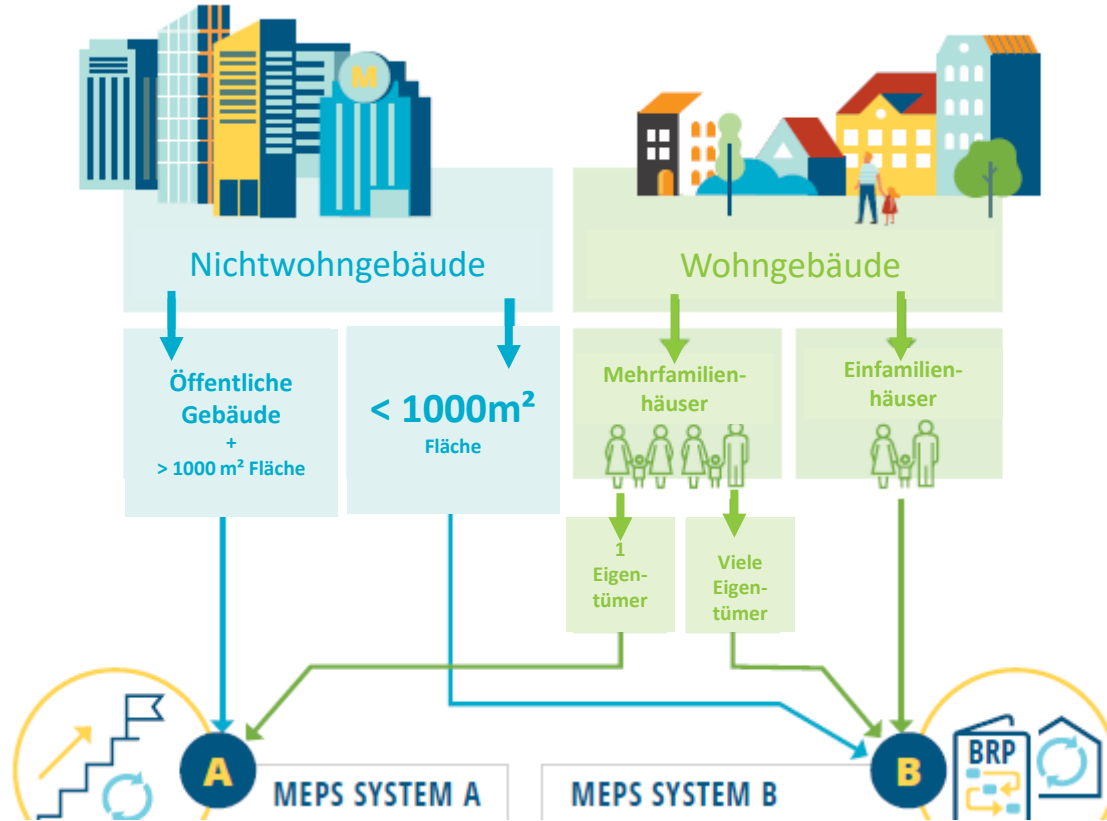 M
Nichtwohngebäude
Wohngebäude
Öffentliche
Gebäude
+
> 1000 m² Fläche
< 1000m²
Fläche
Mehrfamilien-
häuser
Einfamilien-
häuser
1
Eigen-
tümer
Viele
Eigen-
tümer
A
MEPS SYSTEM A
MEPS SYSTEM B
B
BRP